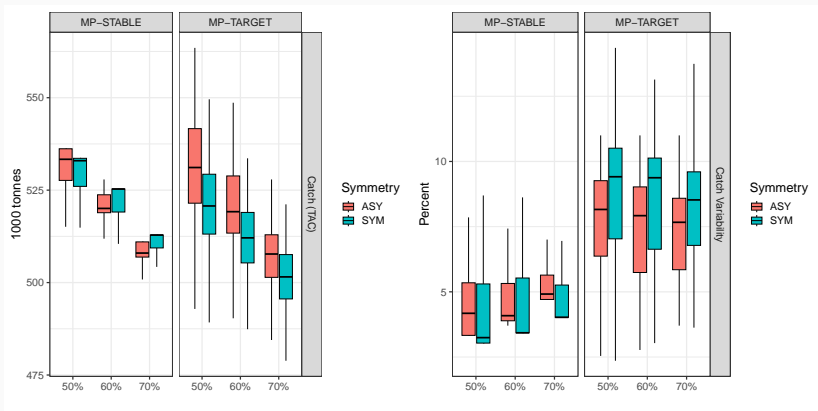 MP−STABLE
MP−TARGET
1000 tonnes
550
525
500
475
50%
60%
70%
50%
60%
70%
Catch (TAC)
Symmetry
ASY
SYM
MP−STABLE
MP−TARGET
Percent
10
5
50%
60%
70%
50%
60%
70%
Catch Variability
Symmetry
ASY
SYM